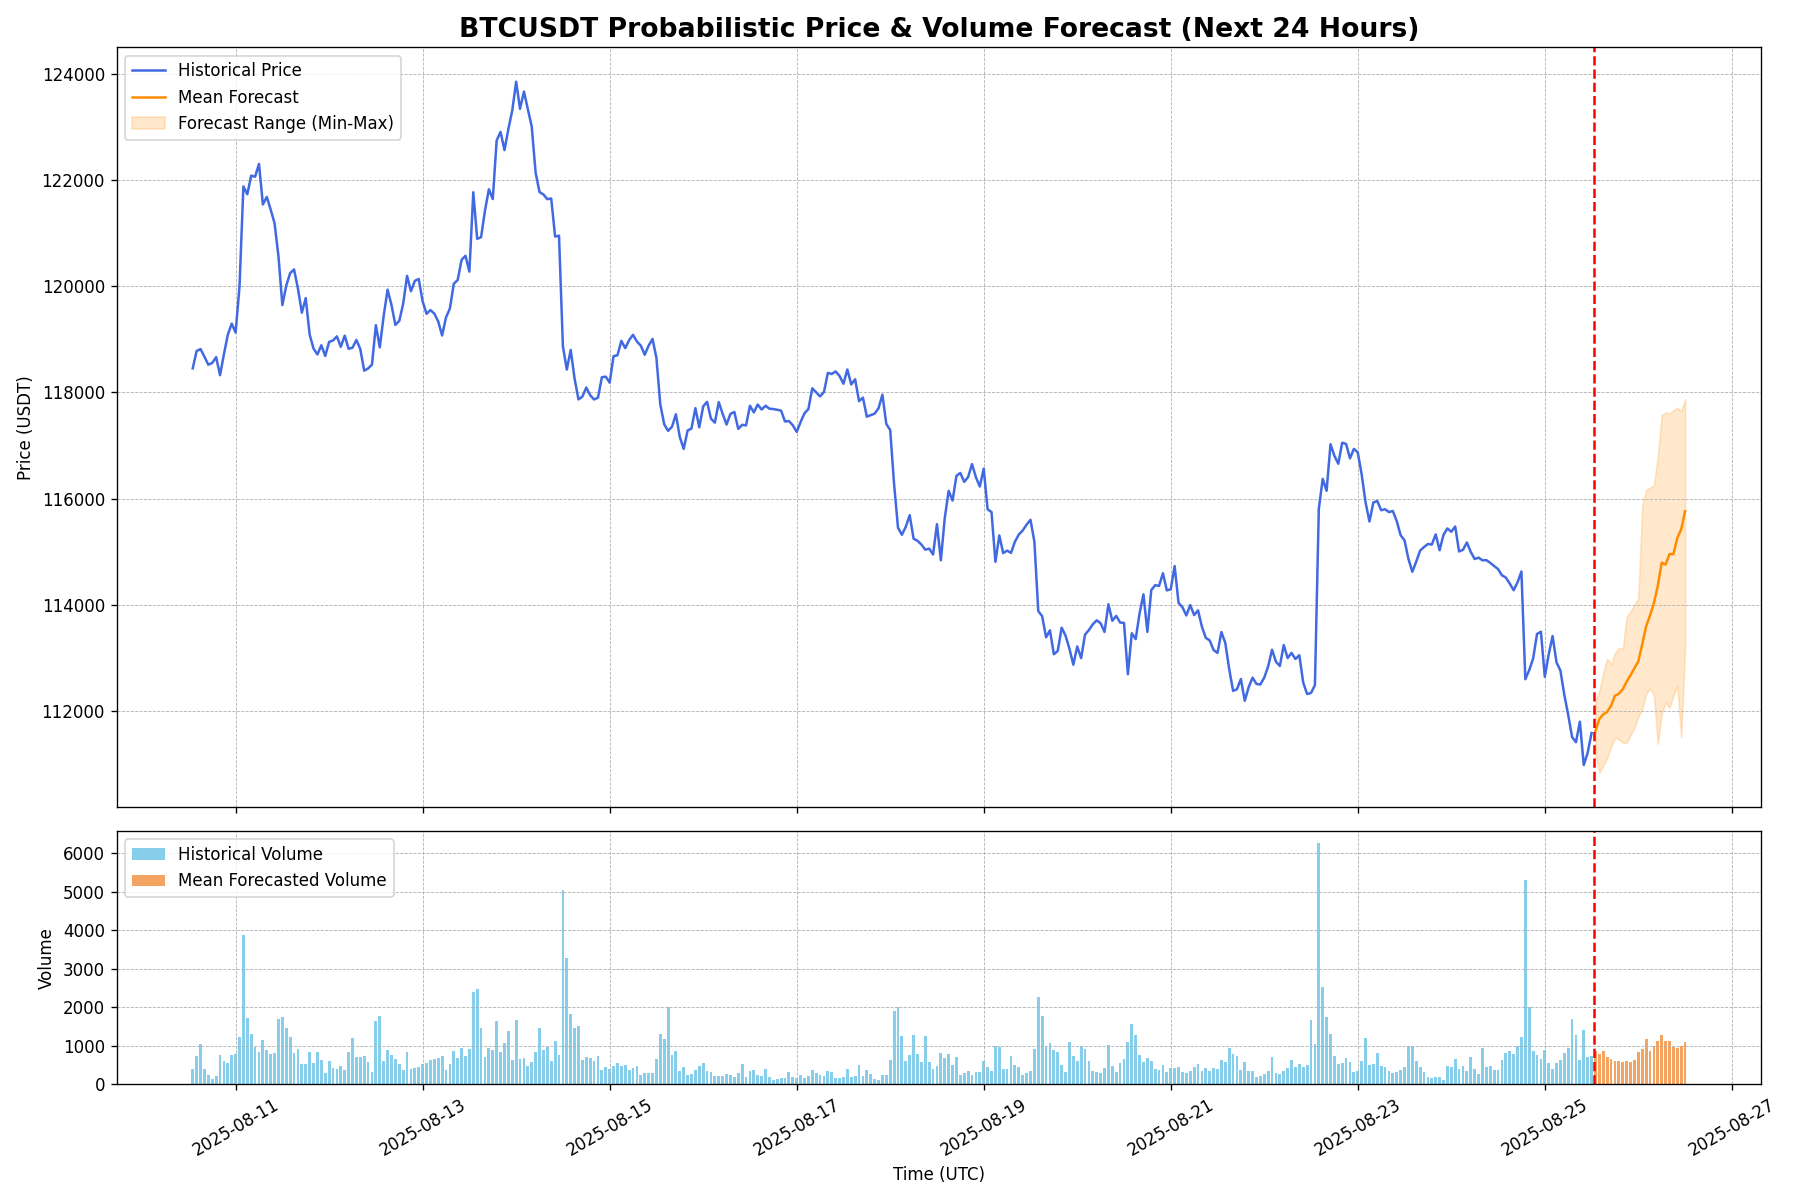 BTCUSDT Probabilistic Price & Volume Forecast (Next 24 Hours)
Historical Price
Mean Forecast
Forecast Range (Min-Max)
124000
122000
120000
118000
116000
114000
112000
Price (USDT)
Historical Volume
Mean Forecasted Volume
6000
5000
4000
3000
2000
1000
0
Volume
2025-08-11
2025-08-13
2025-08-15
2025-08-17
2025-08-19
2025-08-21
2025-08-23
2025-08-25
2025-08-27
Time (UTC)